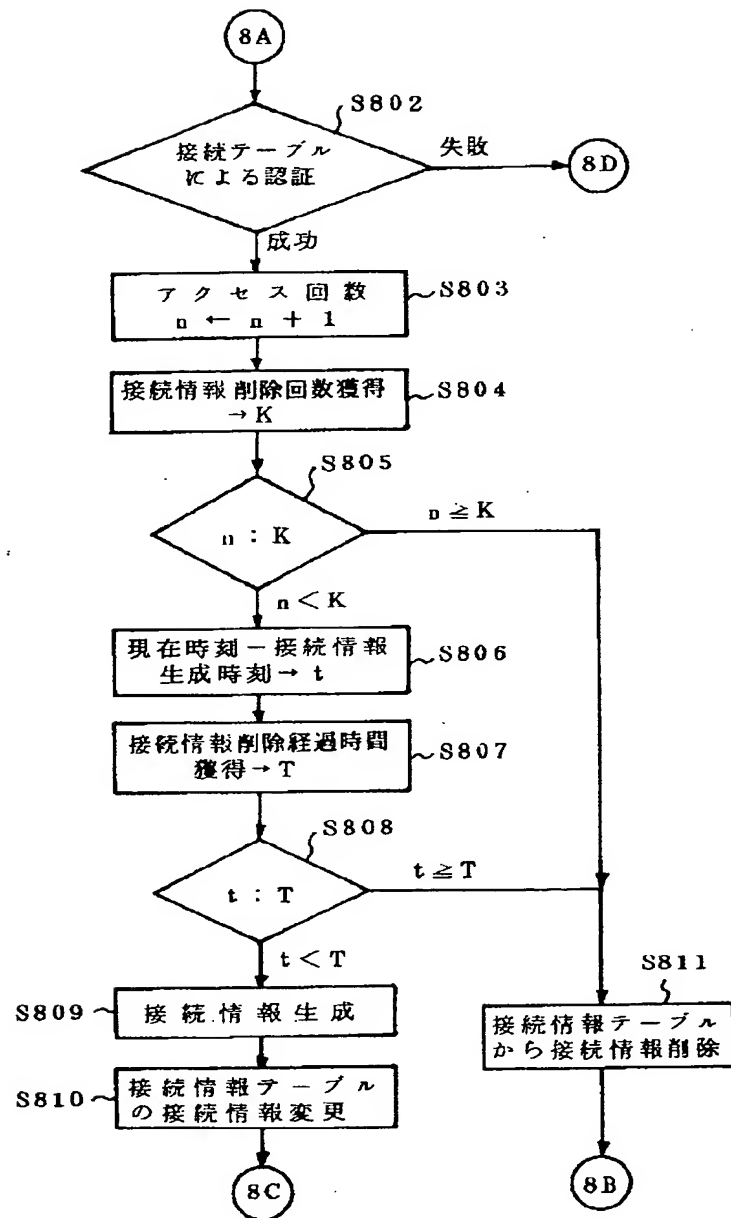 8A
S802
接続テーブル
による認証
失敗
8D
成功
アクセス回数
n ← n + 1
S803
接続情報削除回数獲得
→ K
S804
S805
n : K
n ≧ K
n < K
現在時刻－接続情報
生成時刻→ t
S806
接続情報削除経過時間
獲得→ T
S807
S808
t : T
t ≧ T
t < T
S809
接続情報生成
S811
接続情報テーブル
から接続情報削除
S810
接続情報テーブル
の接続情報変更
8C
8B